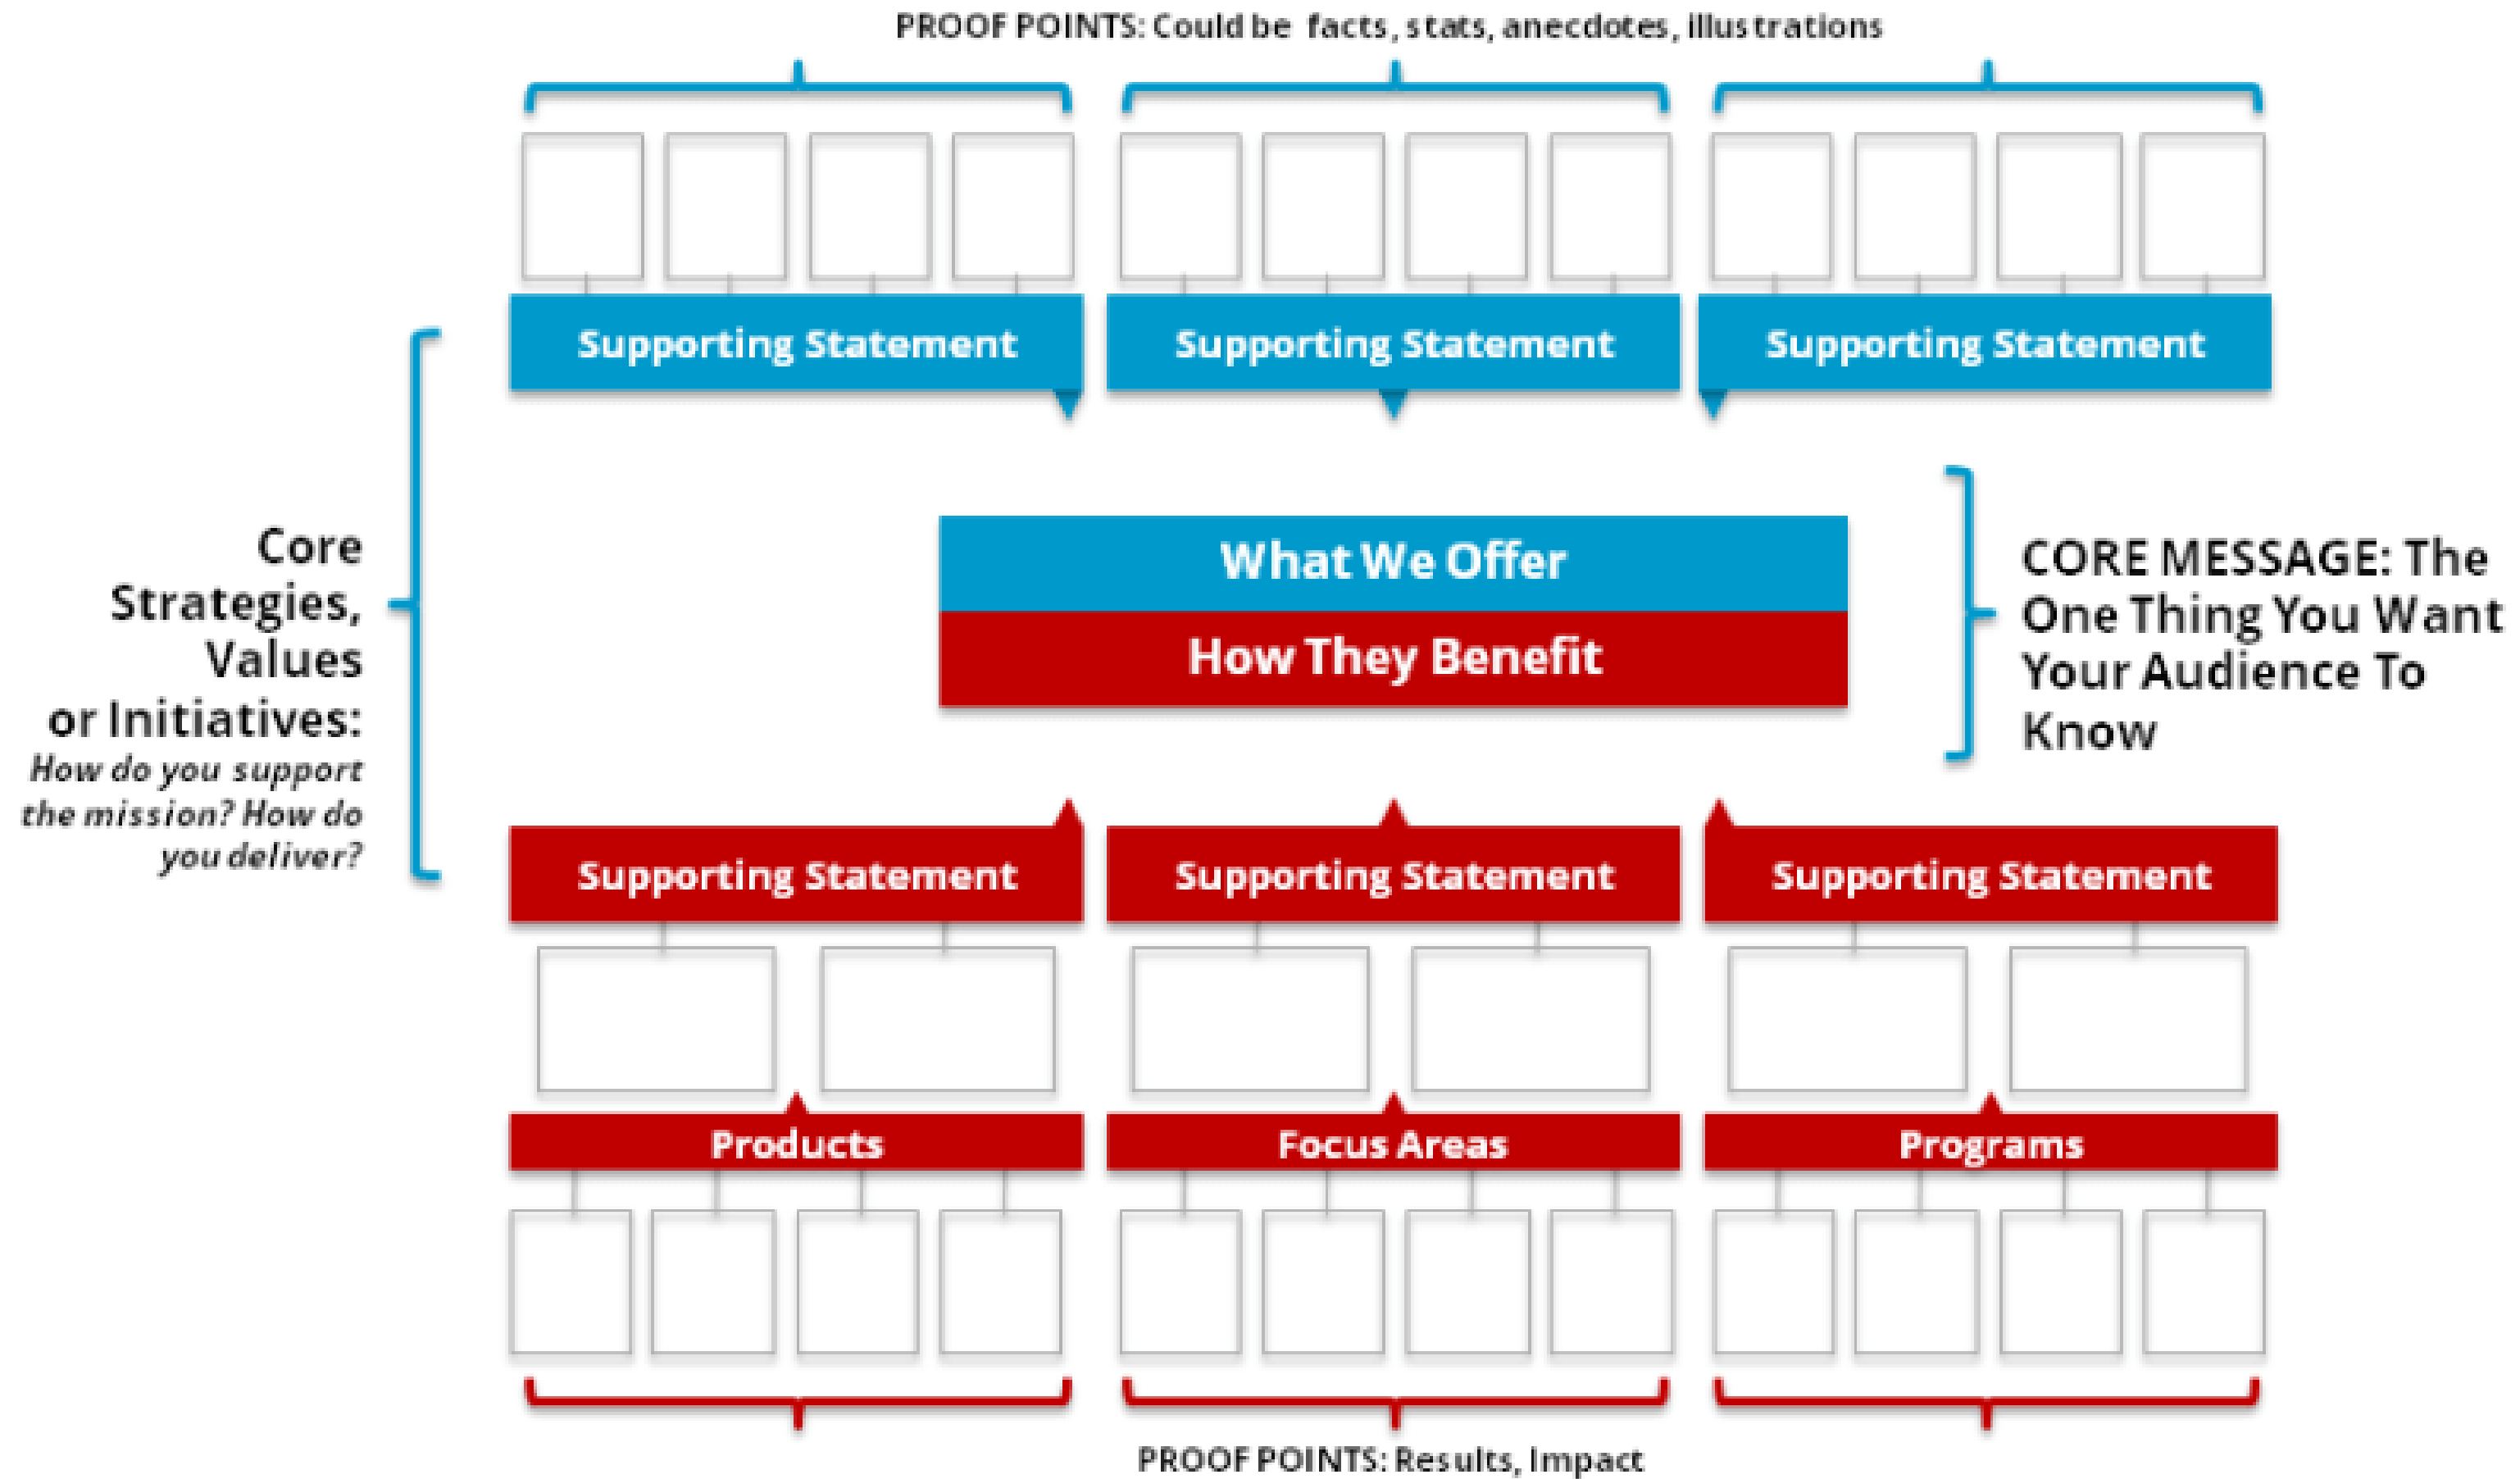 PROOF POINTS: Could be facts, stats, anecdotes, illustrations
Supporting Statement
Supporting Statement
Supporting Statement
Core
Strategies,
Values
or Initiatives:
How do you support
the mission? How do
you deliver?
What We Offer
How They Benefit
CORE MESSAGE: The
One Thing You Want
Your Audience To
Know
Supporting Statement
Supporting Statement
Supporting Statement
Products
Focus Areas
Programs
PROOF POINTS: Results, Impact